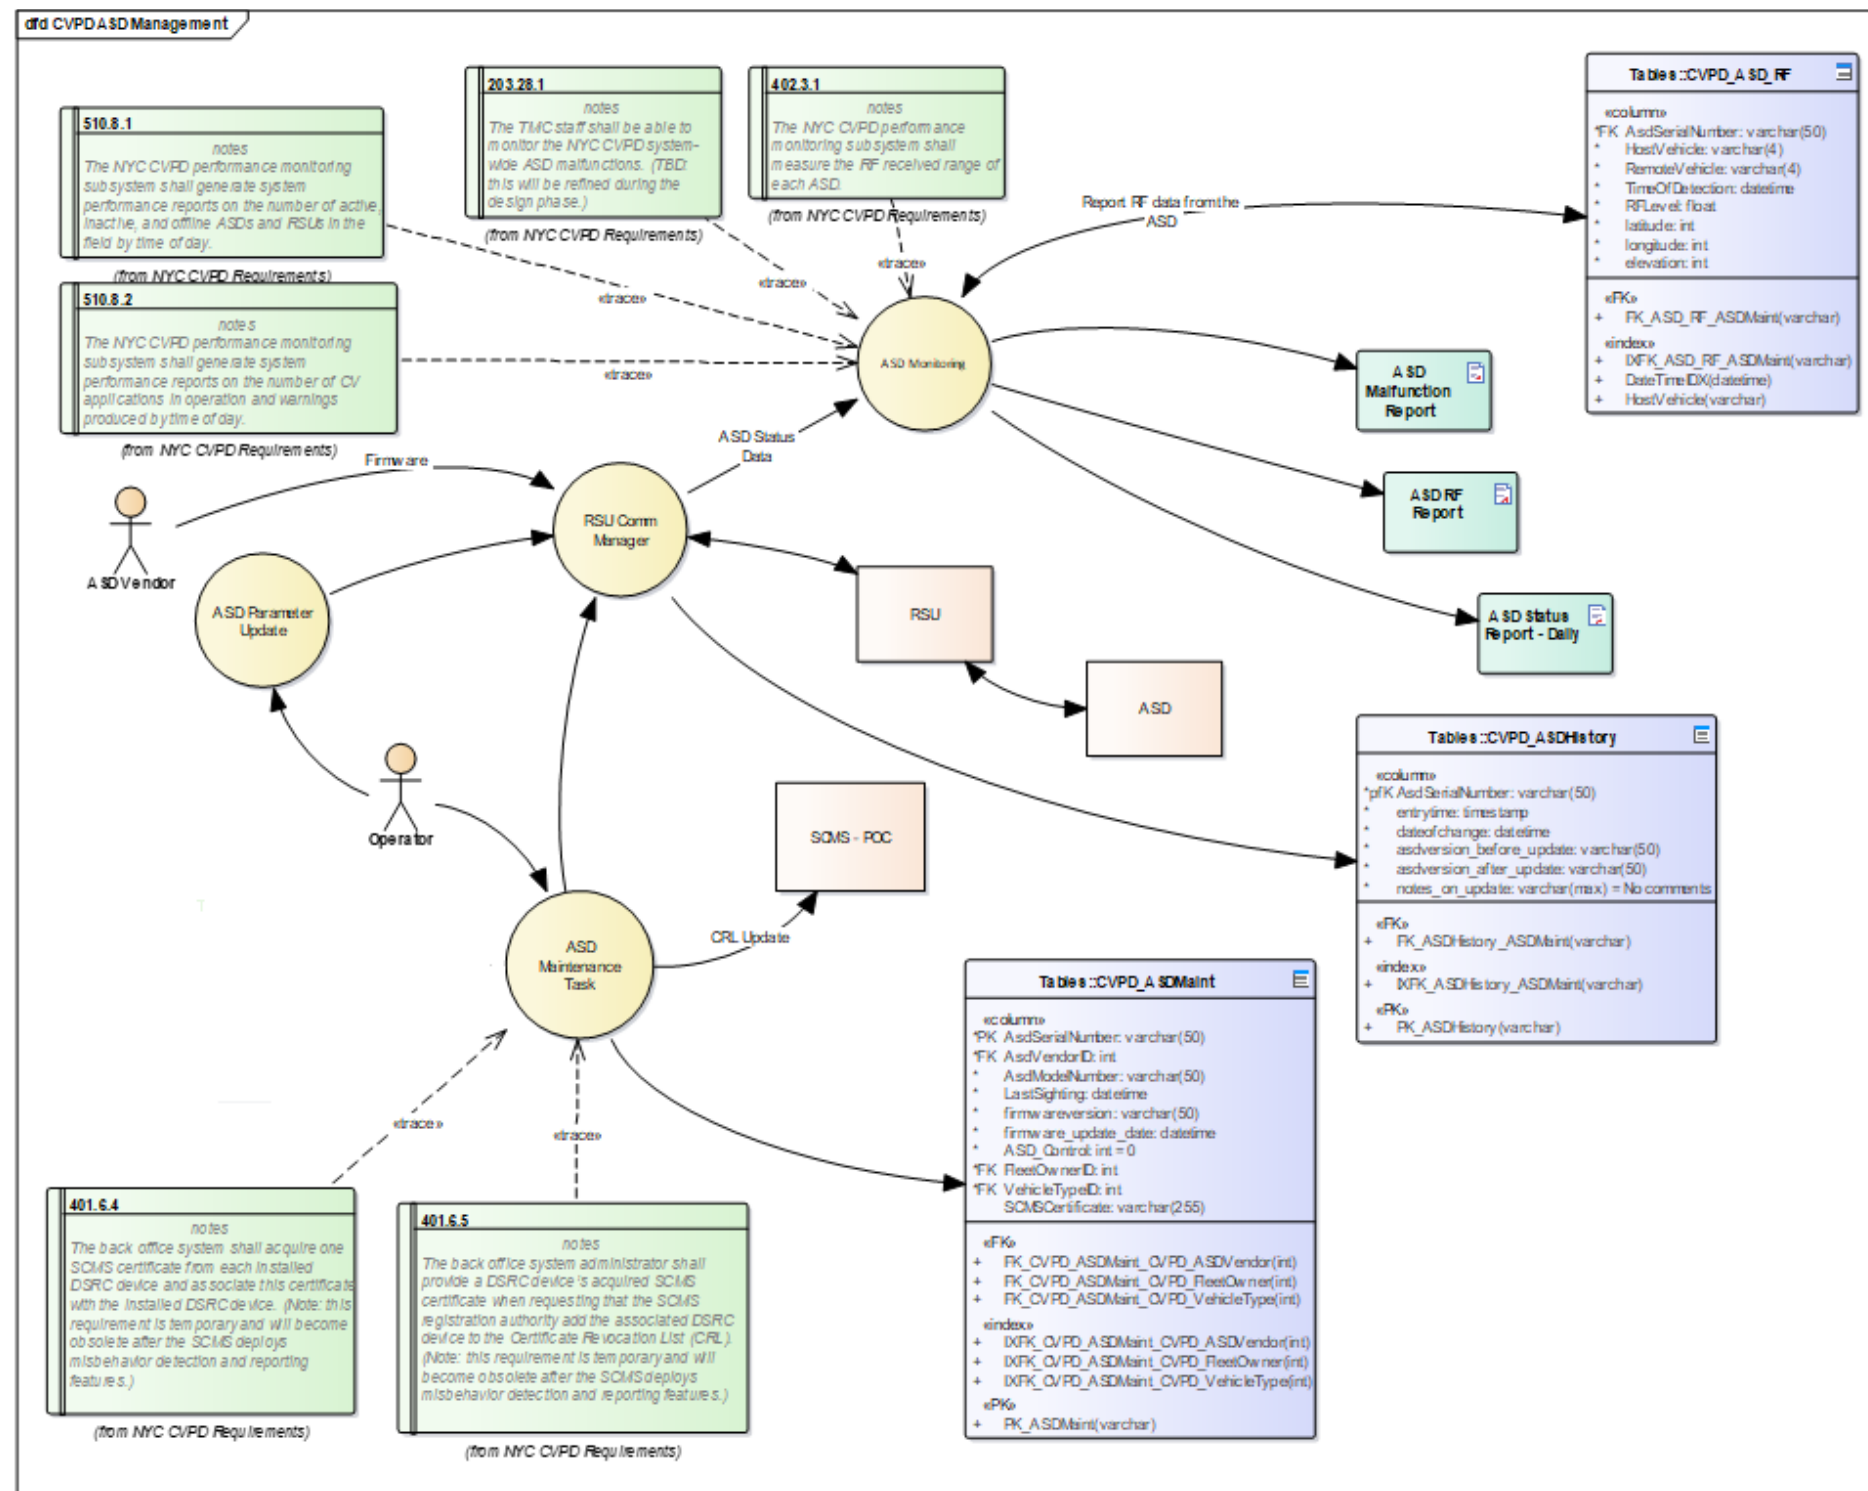 dfd CVPD ASD Management
510.8.1
notes
The NYC CVPD performance monitoring
subsystem shall generate system
performance reports on the number of active,
inactive, and offline ASDs and RSUs in the
field by time of day.
(from NYC CVPD Requirements)
203.28.1
notes
The TMC staff shall be able to
monitor the NYC CVPD system-
wide ASD malfunctions. (TBD:
this will be refined during the
design phase.)
(from NYC CVPD Requirements)
402.3.1
notes
The NYC CVPD performance
monitoring subsystem shall
measure the RF received range of
each ASD.
(from NYC CVPD Requirements)
Tables::CVPD_ASD_RF
«column»
*FK AsdSerialNumber: varchar(50)
* HostVehicle: varchar(4)
* RemoteVehicle: varchar(4)
* TimeOfDetection: datetime
* RFLevel: float
* latitude: int
* longitude: int
* elevation: int
«FK»
+ FK_ASD_RF_ASDMaint(varchar)
«index»
+ IXFK_ASD_RF_ASDMaint(varchar)
+ DateTimeIDX(datetime)
+ HostVehicle(varchar)
Report RF data from the
ASD
«trace»
«trace»
«trace»
«trace»
510.8.2
notes
The NYC CVPD performance monitoring
subsystem shall generate system
performance reports on the number of CV
applications in operation and warnings
produced by time of day.
(from NYC CVPD Requirements)
ASD Monitoring
ASD
Malfunction
Report
ASD RF
Report
ASD Status
Report - Daily
ASD Status
Data
Firmware
ASD Vendor
RSU Comm
Manager
ASD Parameter
Update
RSU
ASD
Operator
SCMS - POC
CRL Update
ASD
Maintenance
Task
Tables::CVPD_ASDHistory
«column»
*pfK AsdSerialNumber: varchar(50)
* entrytime: timestamp
* dateofchange: datetime
* asdversion_before_update: varchar(50)
* asdversion_after_update: varchar(50)
* notes_on_update: varchar(max) = No comments
«FK»
+ FK_ASDHistory_ASDMaint(varchar)
«index»
+ IXFK_ASDHistory_ASDMaint(varchar)
«PK»
+ PK_ASDHistory(varchar)
Tables::CVPD_ASDMaint
«column»
*PK AsdSerialNumber: varchar(50)
*FK AsdVendorID: int
* AsdModelNumber: varchar(50)
* LastSighting: datetime
* firmwareversion: varchar(50)
* firmware_update_date: datetime
* ASD_Control: int = 0
*FK FleetOwnerID: int
*FK VehicleTypeID: int
SCMSCertificate: varchar(255)
«FK»
+ FK_CVPD_ASDMaint_CVPD_ASDVendor(int)
+ FK_CVPD_ASDMaint_CVPD_FleetOwner(int)
+ FK_CVPD_ASDMaint_CVPD_VehicleType(int)
«index»
+ IXFK_CVPD_ASDMaint_CVPD_ASDVendor(int)
+ IXFK_CVPD_ASDMaint_CVPD_FleetOwner(int)
+ IXFK_CVPD_ASDMaint_CVPD_VehicleType(int)
«PK»
+ PK_ASDMaint(varchar)
«trace»
«trace»
401.6.4
notes
The back office system shall acquire one
SCMS certificate from each installed
DSRC device and associate this certificate
with the installed DSRC device. (Note: this
requirement is temporary and will become
obsolete after the SCMS deploys
misbehavior detection and reporting
features.)
(from NYC CVPD Requirements)
401.6.5
notes
The back office system administrator shall
provide a DSRC device's acquired SCMS
certificate when requesting that the SCMS
registration authority add the associated DSRC
device to the Certificate Revocation List (CRL).
(Note: this requirement is temporary and will
become obsolete after the SCMS deploys
misbehavior detection and reporting features.)
(from NYC CVPD Requirements)